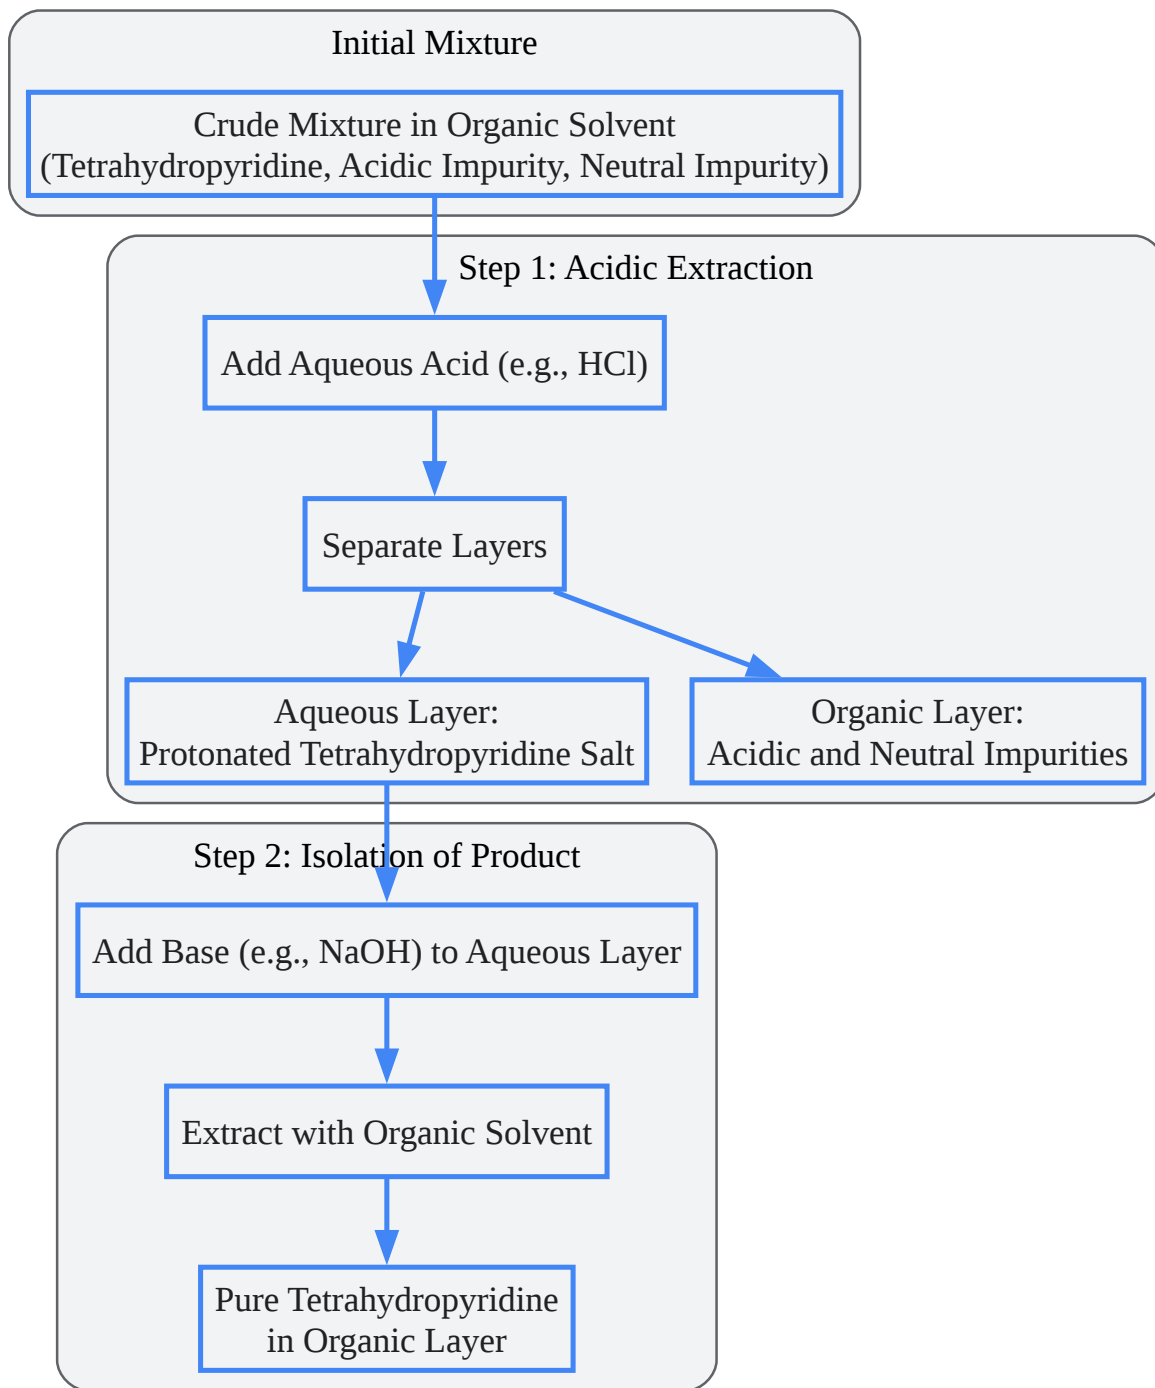 Initial Mixture
Crude Mixture in Organic Solvent
(Tetrahydropyridine, Acidic Impurity, Neutral Impurity)
Step 1: Acidic Extraction
Add Aqueous Acid (e.g., HCl)
Separate Layers
Aqueous Layer:
Protonated Tetrahydropyridine Salt
Organic Layer:
Acidic and Neutral Impurities
Step 2: Isolation of Product
Add Base (e.g., NaOH) to Aqueous Layer
Extract with Organic Solvent
Pure Tetrahydropyridine
in Organic Layer